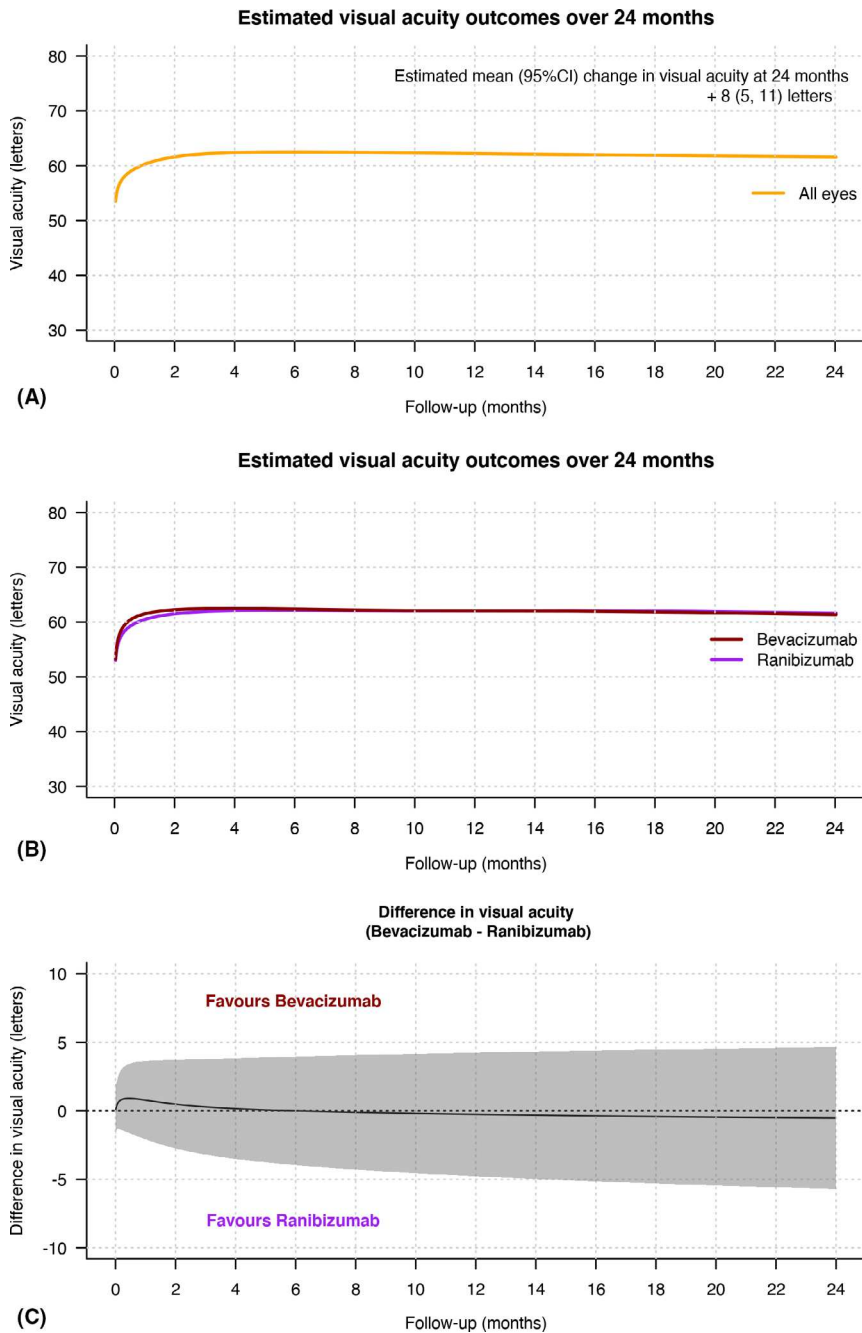 Estimated visual acuity outcomes over 24 months
80
70
60
50
40
30
Visual acuity (letters)
Estimated mean (95%CI) change in visual acuity at 24 months
+ 8 (5, 11) letters
All eyes
0 2 4 6 8 10 12 14 16 18 20 22 24
(A)
Follow-up (months)
Estimated visual acuity outcomes over 24 months
80
70
60
50
40
30
Visual acuity (letters)
Bevacizumab
Ranibizumab
0 2 4 6 8 10 12 14 16 18 20 22 24
(B)
Follow-up (months)
Difference in visual acuity
(Bevacizumab - Ranibizumab)
10
5
0
-5
-10
Difference in visual acuity (letters)
Favours Bevacizumab
Favours Ranibizumab
0 2 4 6 8 10 12 14 16 18 20 22 24
(C)
Follow-up (months)